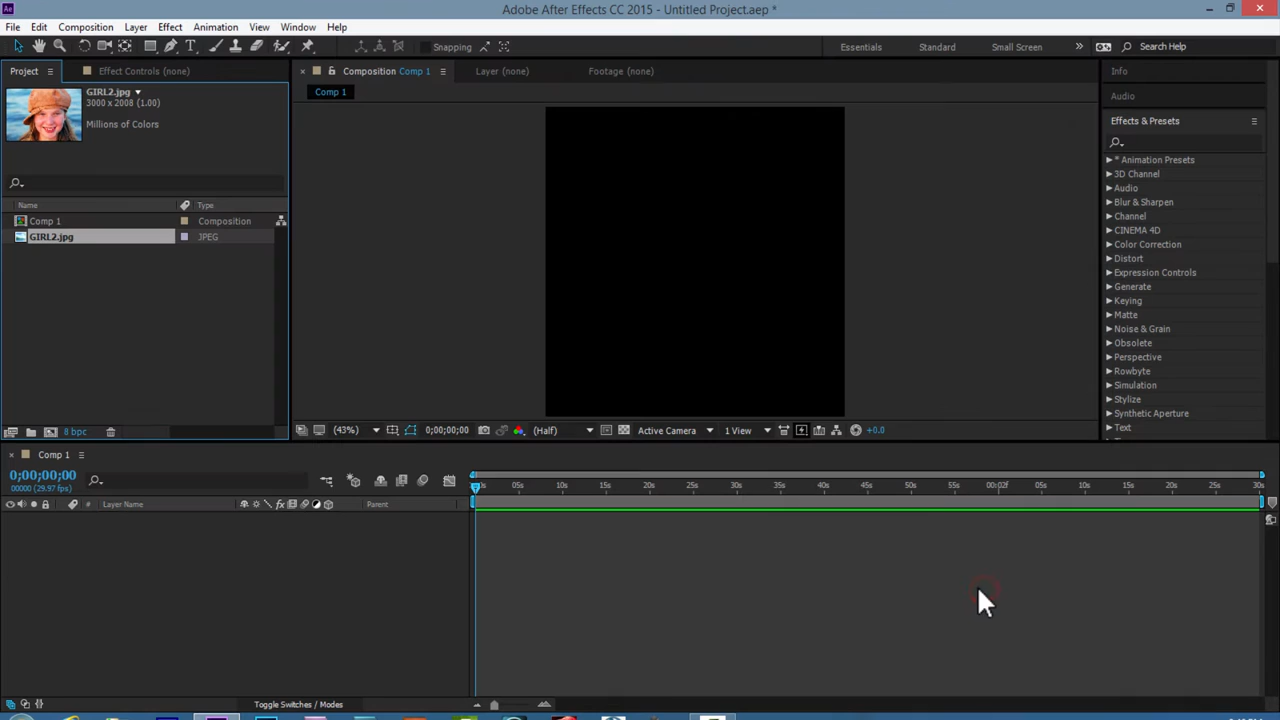 Ae Adobe After Effects CC 2015 - Untitled Project.aep *
File Edit Composition Layer Effect Animation View Window Help
T Snapping Essentials Standard Small Screen » Search Help
Project Effect Controls (none) Composition Comp 1 Layer (none) Footage (none) Info
GIRL2.jpg Comp 1 Audio
3000 x 2008 (1.00)
Millions of Colors
Effects & Presets
* Animation Presets
3D Channel
Audio
Blur & Sharpen
Channel
CINEMA 4D
Color Correction
Distort
Expression Controls
Generate
Keying
Matte
Noise & Grain
Obsolete
Perspective
Rowbyte
Simulation
Stylize
Synthetic Aperture
Text
Name Type
Comp 1 Composition
GIRL2.jpg JPEG
8 bpc (43%) 0;00;00;00 (Half) Active Camera 1 View +0.0
Comp 1
0;00;00;00
00000 (29.97 fps)
05s 10s 15s 20s 25s 30s 35s 40s 45s 50s 55s 00:02f 05s 10s 15s 20s 25s 30s
# Layer Name fx Parent
Toggle Switches / Modes